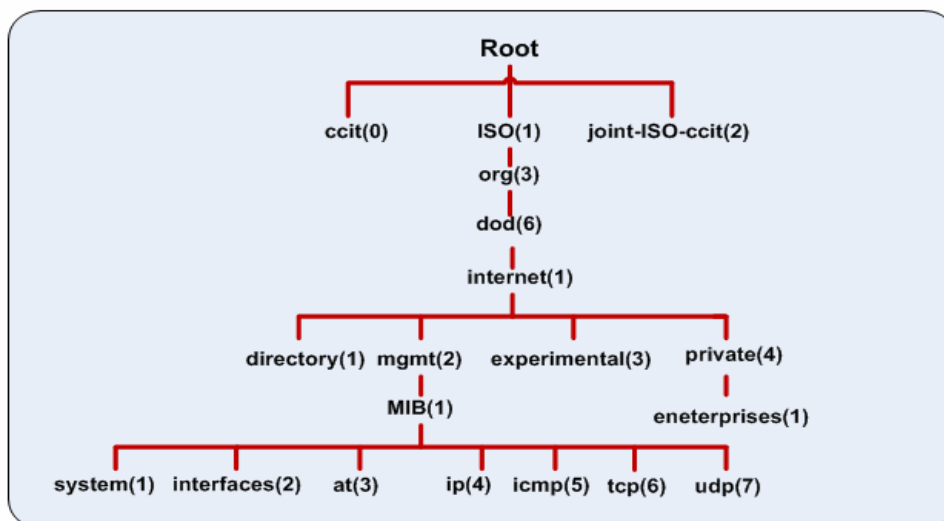 Root
ccit(0) ISO(1) joint-ISO-ccit(2)
org(3)
dod(6)
internet(1)
directory(1) mgmt(2) experimental(3) private(4)
MIB(1) eneterprises(1)
system(1) interfaces(2) at(3) ip(4) icmp(5) tcp(6) udp(7)